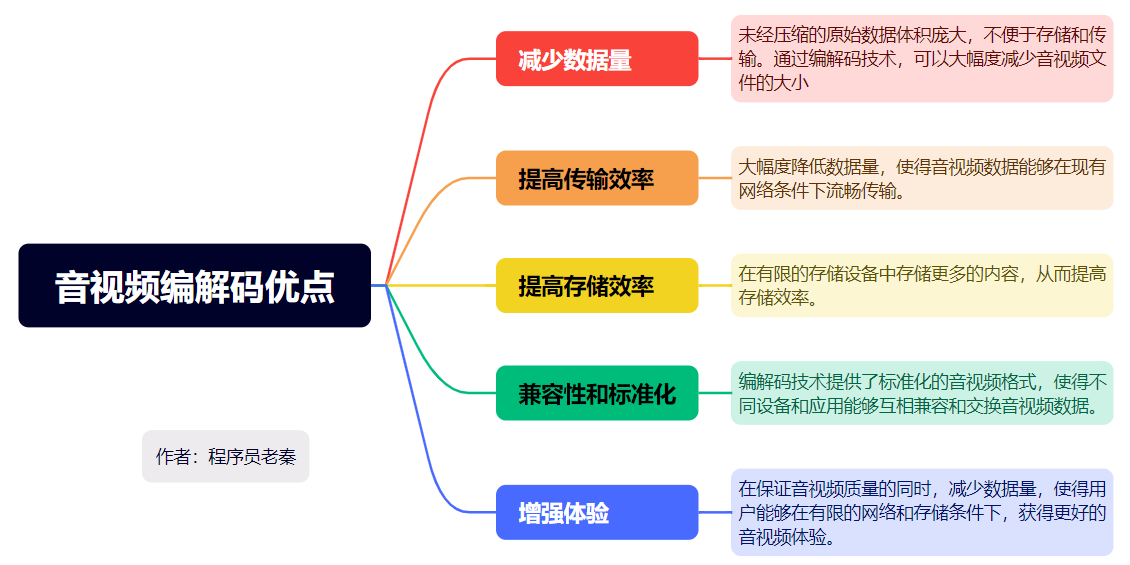 音视频编解码优点
减少数据量
未经压缩的原始数据体积庞大，不便于存储和传
输。通过编解码技术，可以大幅度减少音视频文
件的大小
提高传输效率
大幅度降低数据量，使得音视频数据能够在现有
网络条件下流畅传输。
提高存储效率
在有限的存储设备中存储更多的内容，从而提高
存储效率。
兼容性和标准化
编解码技术提供了标准化的音视频格式，使得不
同设备和应用能够互相兼容和交换音视频数据。
增强体验
在保证音视频质量的同时，减少数据量，使得用
户能够在有限的网络和存储条件下，获得更好的
音视频体验。
作者：程序员老秦